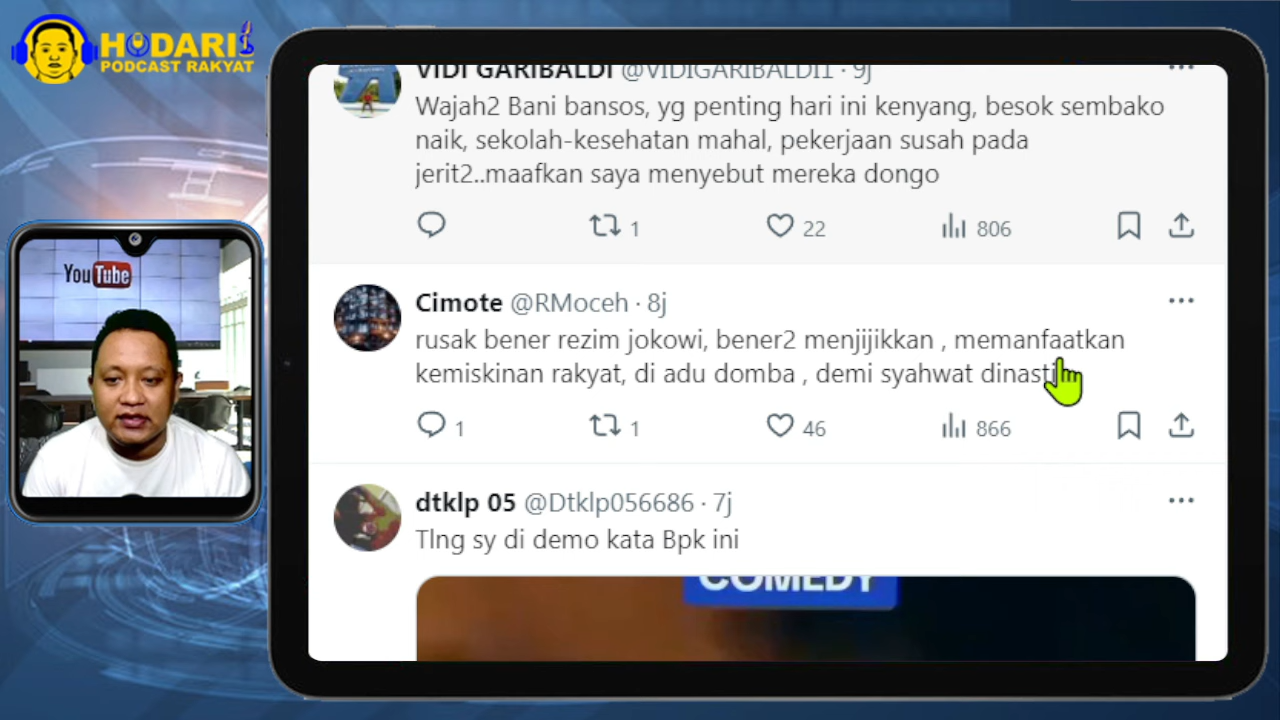 HODARI
PODCAST RAKYAT
YouTube
VIDI GARIBALDI @VIDIGARIBALDI1 · 9j
Wajah2 Bani bansos, yg penting hari ini kenyang, besok sembako
naik, sekolah-kesehatan mahal, pekerjaan susah pada
jerit2..maafkan saya menyebut mereka dongo
1 22 806
Cimote @RMoceh · 8j
rusak bener rezim jokowi, bener2 menjijikkan , memanfaatkan
kemiskinan rakyat, di adu domba , demi syahwat dinasti
1 1 46 866
dtklp 05 @Dtklp056686 · 7j
Tlng sy di demo kata Bpk ini
COMEDY